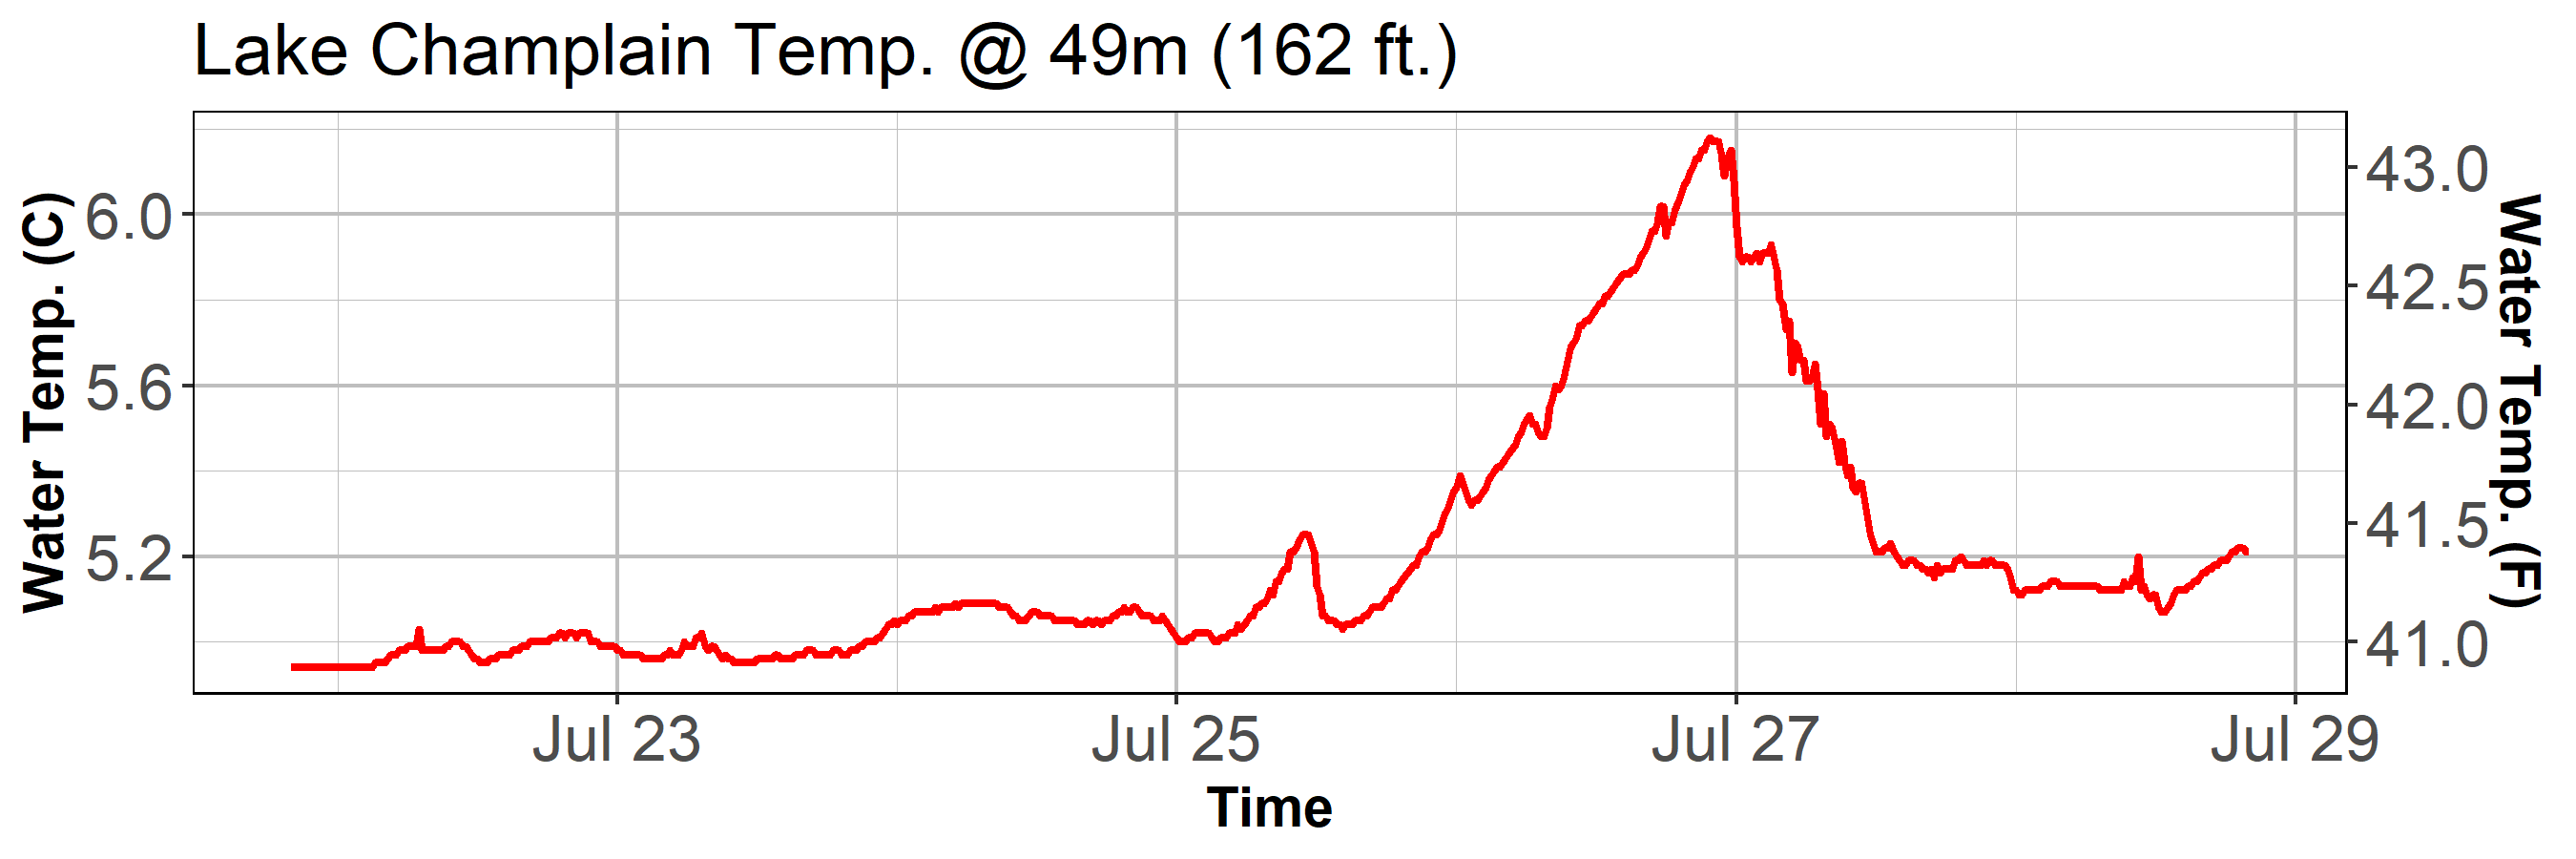 Lake Champlain Temp. @ 49m (162 ft.)
Water Temp. (C)
6.0
5.6
5.2
43.0
42.5
42.0
41.5
41.0
Water Temp. (F)
Jul 23 Jul 25 Jul 27 Jul 29
Time